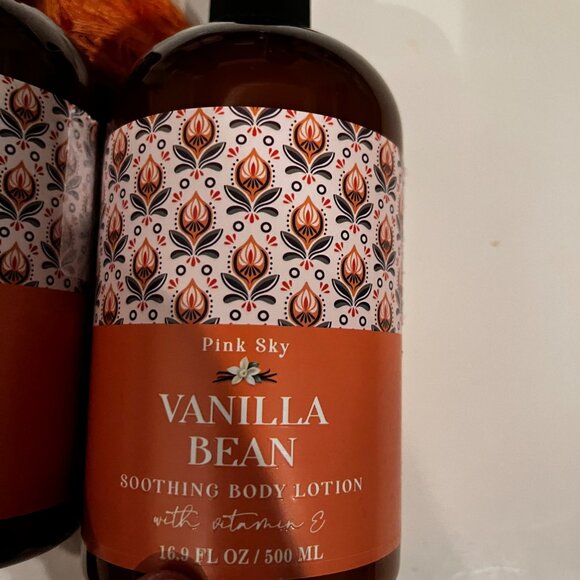 Pink Sky
VANILLA
BEAN
SOOTHING BODY LOTION
with vitamin E
16.9 FL OZ / 500 ML